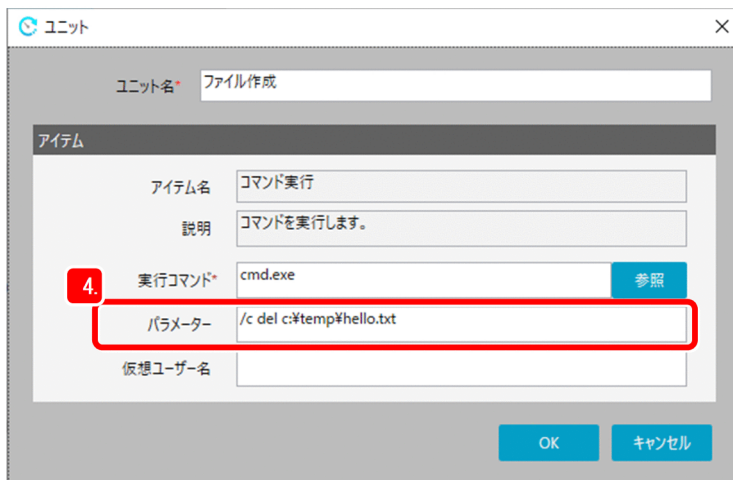 ユニット
ユニット名* ファイル作成
アイテム
アイテム名 コマンド実行
説明 コマンドを実行します。
4. 実行コマンド* cmd.exe 参照
パラメーター /c del c:¥temp¥hello.txt
仮想ユーザー名
OK キャンセル